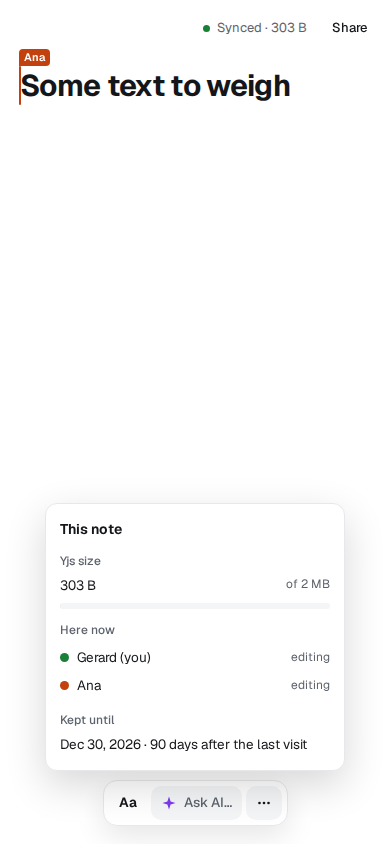 Synced · 303 B Share
Ana
Some text to weigh
This note
Yjs size
303 B of 2 MB
Here now
Gerard (you) editing
Ana editing
Kept until
Dec 30, 2026 · 90 days after the last visit
Aa Ask AI... ···